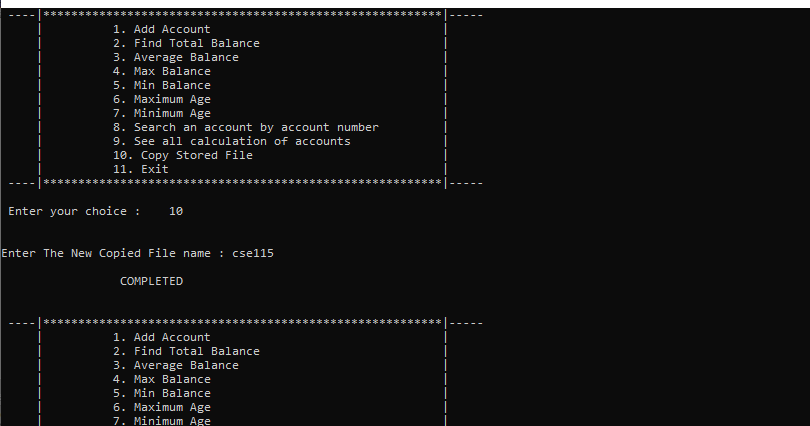 ----|*********************************************************|-----
| 1. Add Account |
| 2. Find Total Balance |
| 3. Average Balance |
| 4. Max Balance |
| 5. Min Balance |
| 6. Maximum Age |
| 7. Minimum Age |
| 8. Search an account by account number |
| 9. See all calculation of accounts |
| 10. Copy Stored File |
| 11. Exit |
----|*********************************************************|-----
Enter your choice : 10
Enter The New Copied File name : cse115
COMPLETED
----|*********************************************************|-----
| 1. Add Account |
| 2. Find Total Balance |
| 3. Average Balance |
| 4. Max Balance |
| 5. Min Balance |
| 6. Maximum Age |
| 7. Minimum Age |